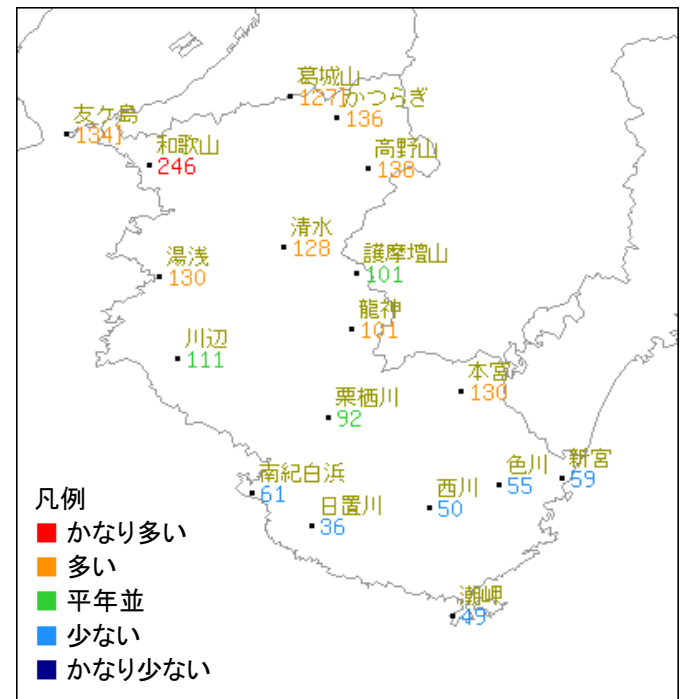 葛城山
127]
かつらぎ
136
友ケ島
134]
和歌山
246
高野山
138
清水
128
湯浅
130
護摩壇山
101
龍神
101
川辺
111
本宮
130
栗栖川
92
南紀白浜
61
日置川
36
西川
50
色川
55
新宮
59
潮岬
49
凡例
かなり多い
多い
平年並
少ない
かなり少ない